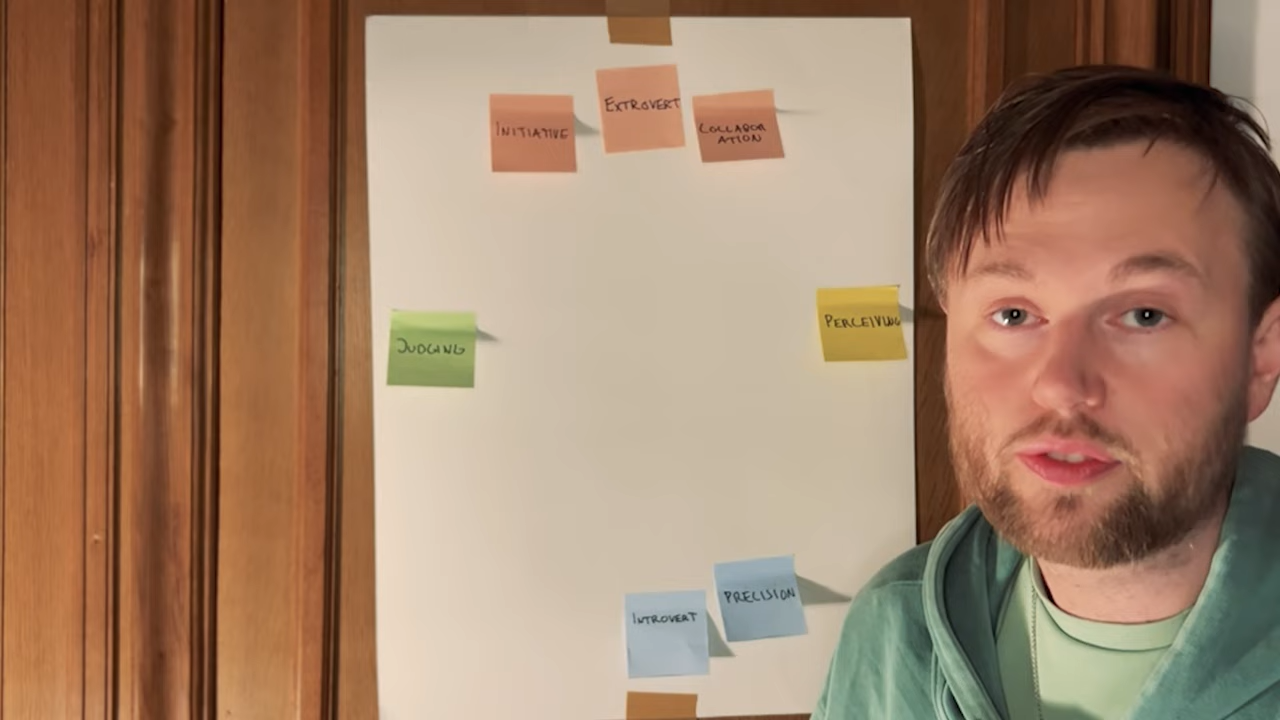 EXTROVERT
INITIATIVE
COLLABOR
ATION
PERCEIVING
JUDGING
PRECISION
INTROVERT